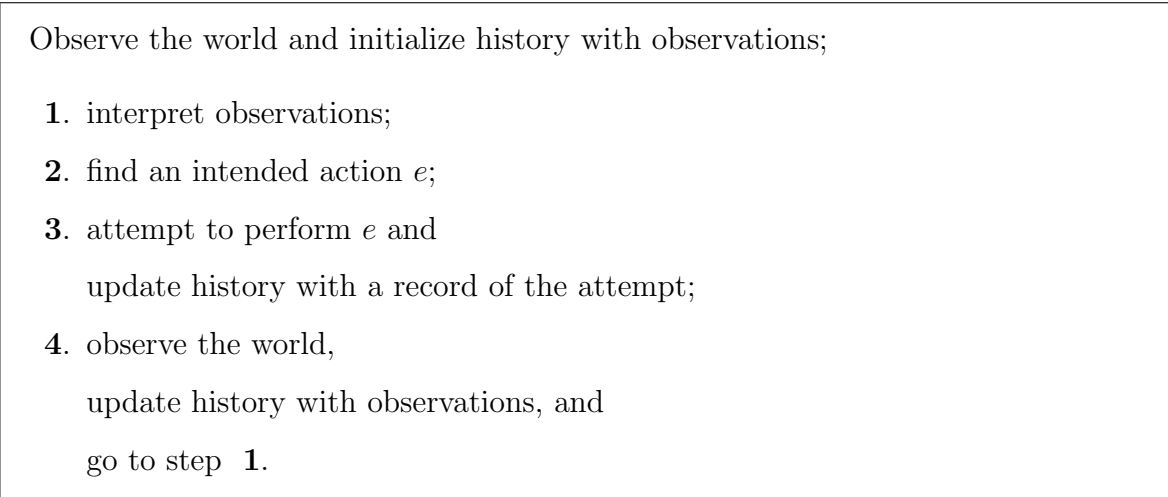 Observe the world and initialize history with observations;
1. interpret observations;
2. find an intended action e;
3. attempt to perform e and
update history with a record of the attempt;
4. observe the world,
update history with observations, and
go to step 1.